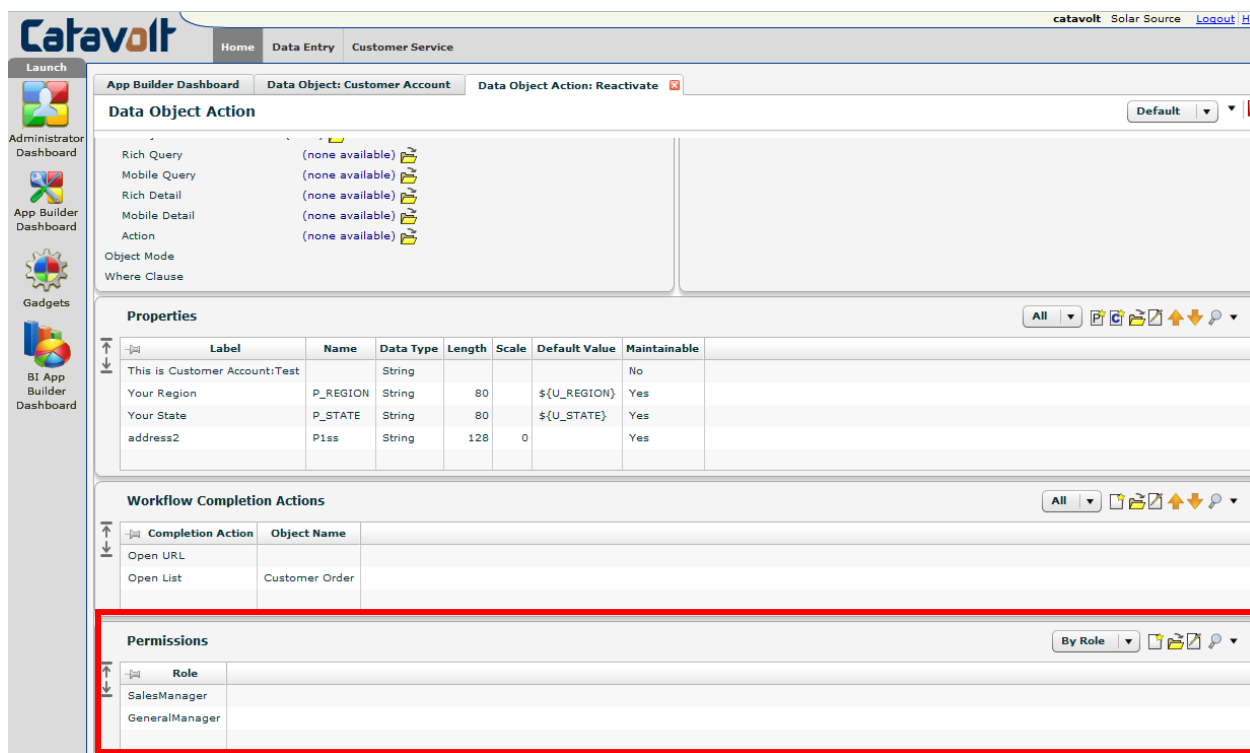 catavolt Solar Source Logout H
Catavolt
Home Data Entry Customer Service
Launch
App Builder Dashboard Data Object: Customer Account Data Object Action: Reactivate
Data Object Action Default
Administrator
Dashboard
Rich Query (none available)
Mobile Query (none available)
Rich Detail (none available)
App Builder
Dashboard
Mobile Detail (none available)
Action (none available)
Object Mode
Where Clause
Gadgets
Properties All
Label Name Data Type Length Scale Default Value Maintainable
This is Customer Account:Test String No
BI App
Builder
Dashboard
Your Region P_REGION String 80 ${U_REGION} Yes
Your State P_STATE String 80 ${U_STATE} Yes
address2 P1ss String 128 0 Yes
Workflow Completion Actions All
Completion Action Object Name
Open URL
Open List Customer Order
Permissions By Role
Role
SalesManager
GeneralManager